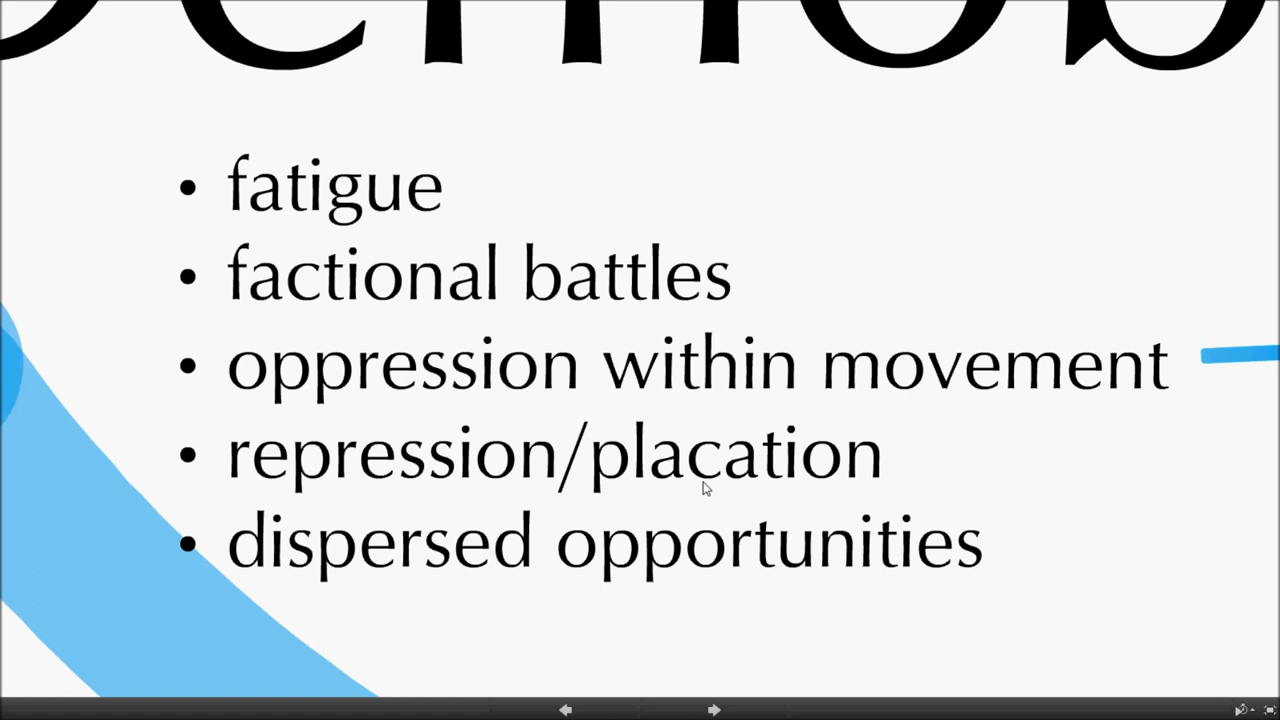 • fatigue
• factional battles
• oppression within movement
• repression/placation
• dispersed opportunities